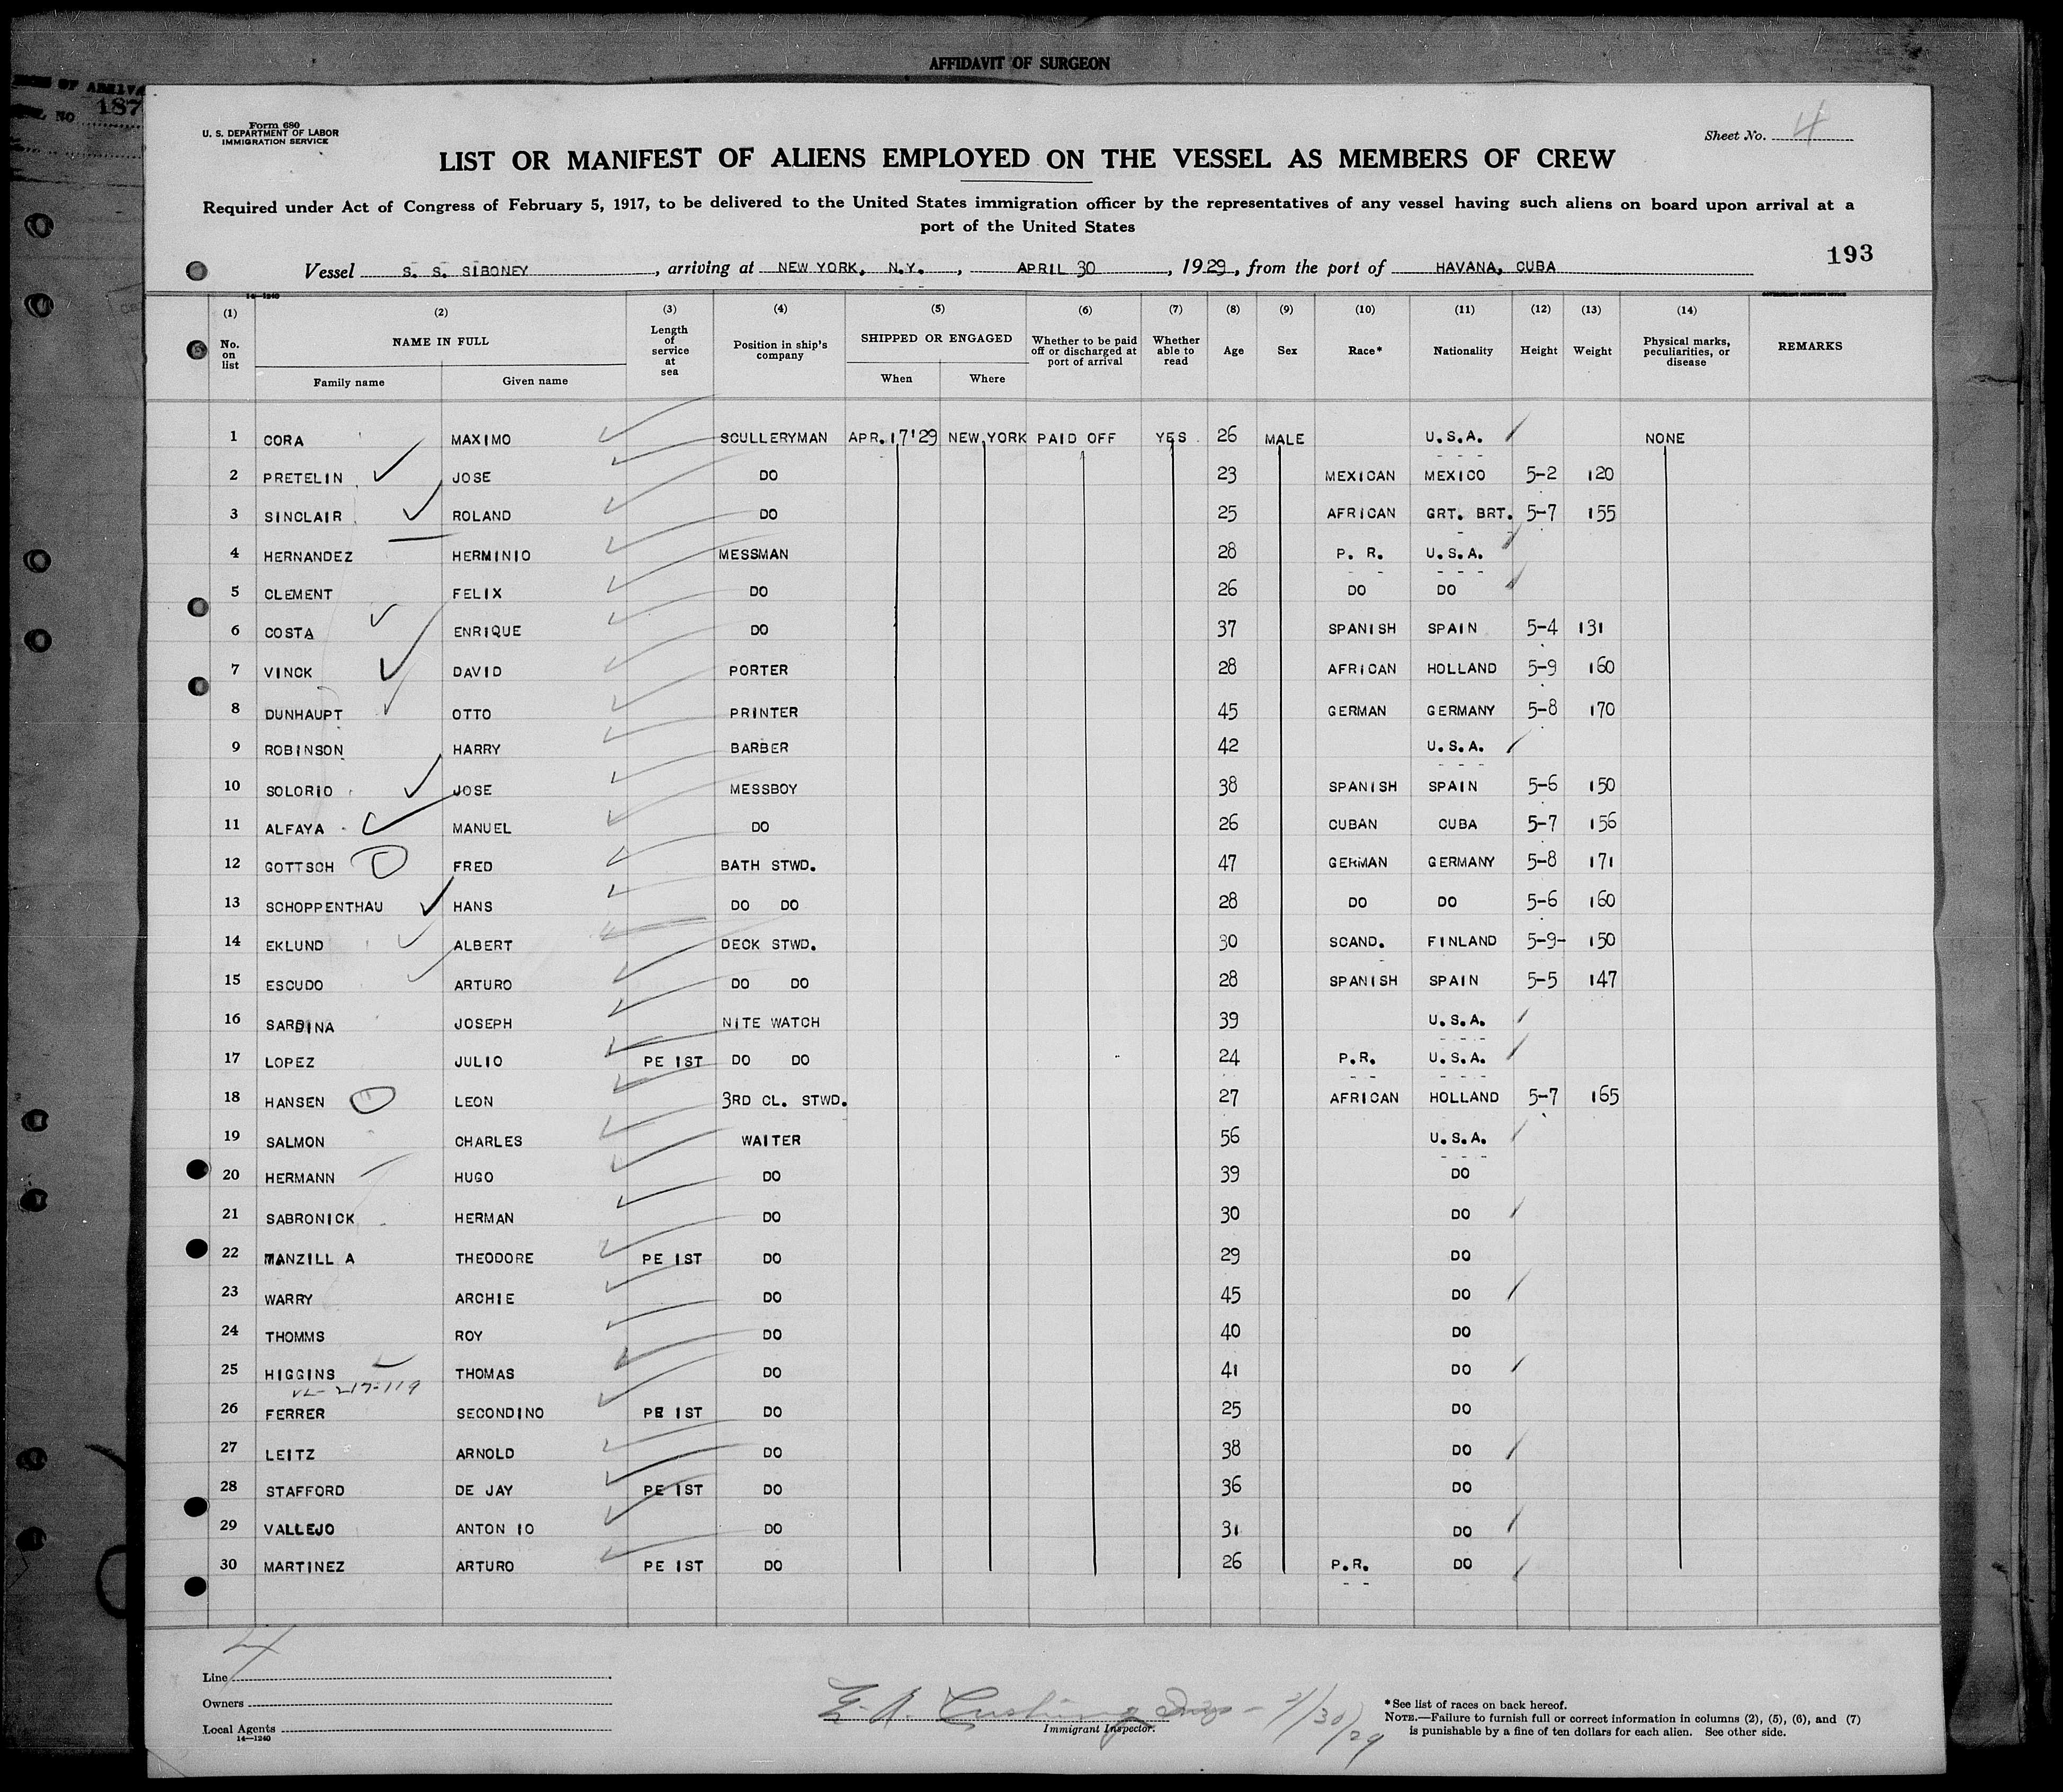 AFFIDAVIT OF SURGEON
187
Form 680
U. S. DEPARTMENT OF LABOR
IMMIGRATION SERVICE
Sheet No. 4
LIST OR MANIFEST OF ALIENS EMPLOYED ON THE VESSEL AS MEMBERS OF CREW
Required under Act of Congress of February 5, 1917, to be delivered to the United States immigration officer by the representatives of any vessel having such aliens on board upon arrival at a
port of the United States
193
Vessel S. S. SIBONEY, arriving at NEW YORK, N.Y., APRIL 30, 1929, from the port of HAVANA, CUBA
14-1240
(1) (2) (3) (4) (5) (6) (7) (8) (9) (10) (11) (12) (13) (14)
No. on list NAME IN FULL Family name Given name Length of service at sea Position in ship's company SHIPPED OR ENGAGED When Where Whether to be paid off or discharged at port of arrival Whether able to read Age Sex Race* Nationality Height Weight Physical marks, peculiarities, or disease REMARKS
1 CORA MAXIMO SCULLERYMAN APR.17'29 NEW YORK PAID OFF YES 26 MALE U.S.A. NONE
2 PRETELIN JOSE DO 23 MEXICAN MEXICO 5-2 120
3 SINCLAIR ROLAND DO 25 AFRICAN GRT. BRT. 5-7 155
4 HERNANDEZ HERMINIO MESSMAN 28 P. R. U.S.A.
5 CLEMENT FELIX DO 26 DO DO
6 COSTA ENRIQUE DO 37 SPANISH SPAIN 5-4 131
7 VINCK DAVID PORTER 28 AFRICAN HOLLAND 5-9 160
8 DUNHAUPT OTTO PRINTER 45 GERMAN GERMANY 5-8 170
9 ROBINSON HARRY BARBER 42 U.S.A.
10 SOLORIO JOSE MESSBOY 38 SPANISH SPAIN 5-6 150
11 ALFAYA MANUEL DO 26 CUBAN CUBA 5-7 156
12 GOTTSCH FRED BATH STWD. 47 GERMAN GERMANY 5-8 171
13 SCHOPPENTHAU HANS DO DO 28 DO DO 5-6 160
14 EKLUND ALBERT DECK STWD. 30 SCAND. FINLAND 5-9- 150
15 ESCUDO ARTURO DO DO 28 SPANISH SPAIN 5-5 147
16 SARDINA JOSEPH NITE WATCH 39 U.S.A.
17 LOPEZ JULIO PE IST DO DO 24 P.R. U.S.A.
18 HANSEN LEON 3RD CL. STWD. 27 AFRICAN HOLLAND 5-7 165
19 SALMON CHARLES WAITER 56 U.S.A.
20 HERMANN HUGO DO 39 DO
21 SABRONICK HERMAN DO 30 DO
22 MANZILL A THEODORE PE IST DO 29 DO
23 WARRY ARCHIE DO 45 DO
24 THOMMS ROY DO 40 DO
25 HIGGINS THOMAS DO 41 DO
26 FERRER SECONDINO PE IST DO 25 DO
27 LEITZ ARNOLD DO 38 DO
28 STAFFORD DE JAY PE IST DO 36 DO
29 VALLEJO ANTON IO DO 31 DO
30 MARTINEZ ARTURO PE IST DO 26 P.R. DO
4
Line
Owners
Local Agents
14—1240
Immigrant Inspector.
*See list of races on back hereof.
NOTE.—Failure to furnish full or correct information in columns (2), (5), (6), and (7)
is punishable by a fine of ten dollars for each alien. See other side.